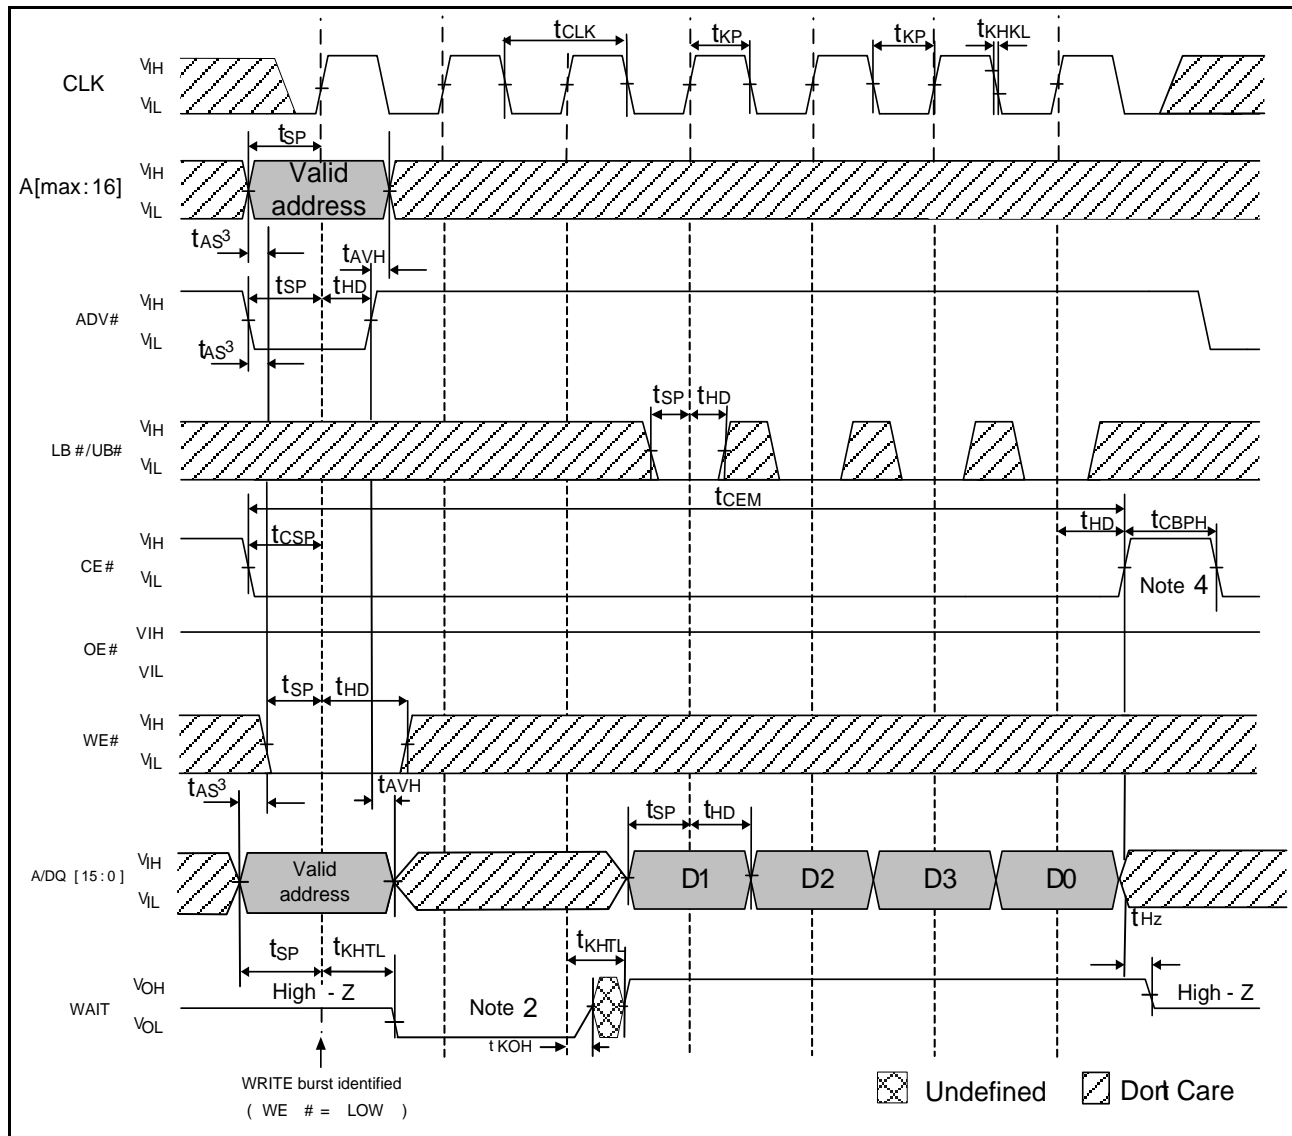 tCLK tKP tKP tKHKL
CLK VIH
VIL
tSP
A[max:16] VIH
VIL
Valid
address
tAS3 tAVH
tSP tHD
ADV# VIH
VIL
tAS3
tSP tHD
LB #/UB# VIH
VIL
tCEM
tCSP tHD tCBPH
CE# VIH
VIL
Note 4
OE# VIH
VIL
tSP tHD
WE# VIH
VIL
tAS3 tAVH
tSP tHD
A/DQ [15:0] VIH
VIL
Valid
address
D1 D2 D3 D0
tHz
tSP tKHTL tKHTL
WAIT VOH
VOL
High - Z Note 2 High - Z
tKOH
WRITE burst identified
( WE # = LOW )
Undefined Dort Care